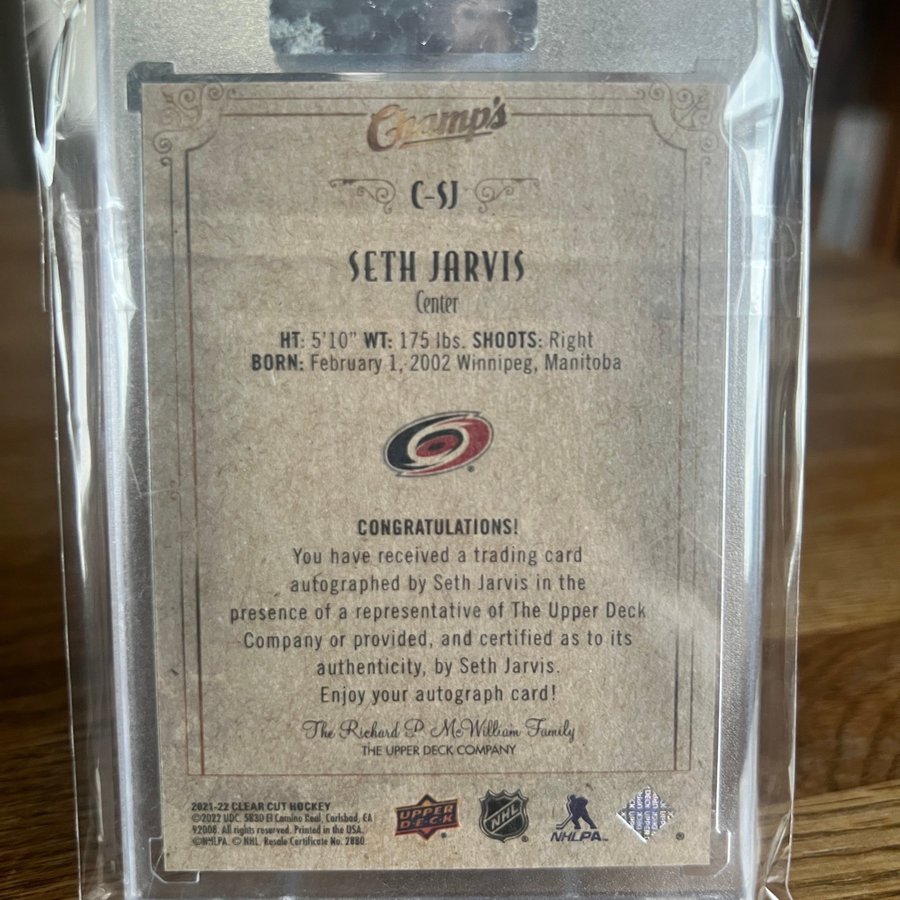 Champ's
C-SJ
SETH JARVIS
Center
HT: 5'10" WT: 175 lbs. SHOOTS: Right
BORN: February 1, 2002 Winnipeg, Manitoba
CONGRATULATIONS!
You have received a trading card
autographed by Seth Jarvis in the
presence of a representative of The Upper Deck
Company or provided, and certified as to its
authenticity, by Seth Jarvis.
Enjoy your autograph card!
The Richard P. McWilliam Family
THE UPPER DECK COMPANY
2021-22 CLEAR CUT HOCKEY
©2022 UDC. 5830 El Camino Real, Carlsbad, CA
92008. All rights reserved. Printed in the USA.
©NHLPA. © NHL. Resale Certificate No. 2880.
UPPER DECK
NHL
NHLPA